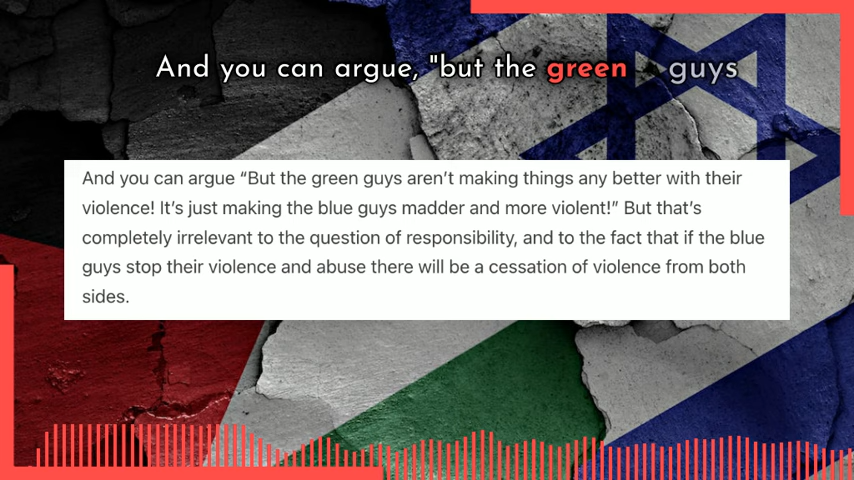 And you can argue, "but the green guys
And you can argue “But the green guys aren’t making things any better with their
violence! It’s just making the blue guys madder and more violent!” But that’s
completely irrelevant to the question of responsibility, and to the fact that if the blue
guys stop their violence and abuse there will be a cessation of violence from both
sides.